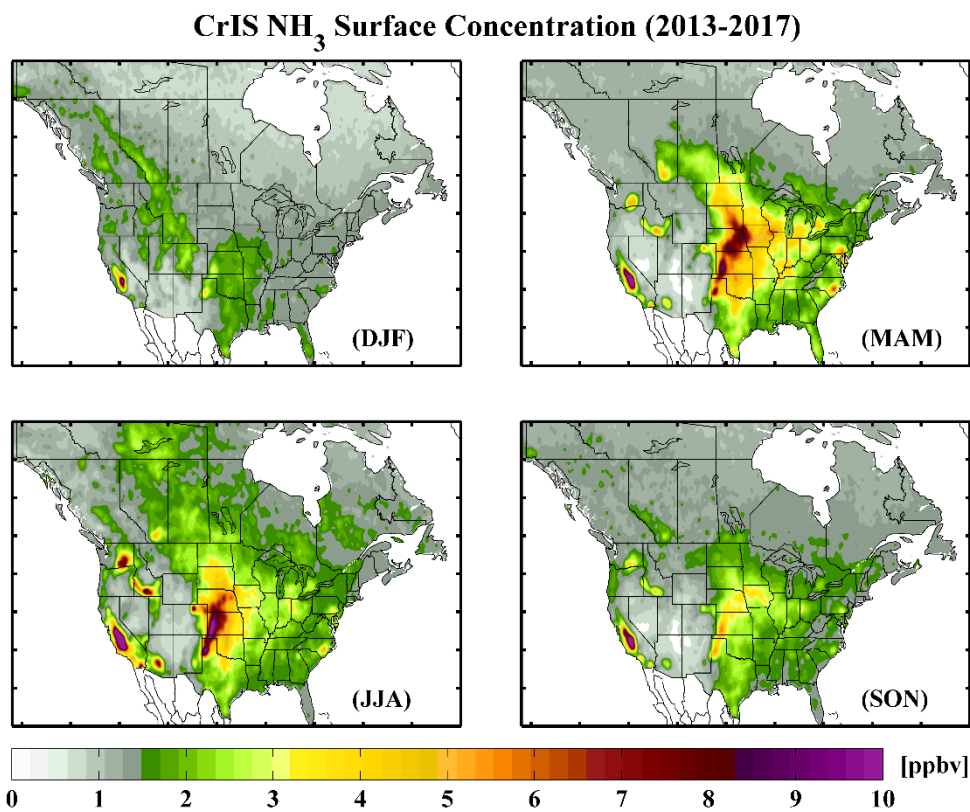 CrIS NH3 Surface Concentration (2013-2017)
(DJF)
(MAM)
(JJA)
(SON)
[ppbv]
0 1 2 3 4 5 6 7 8 9 10